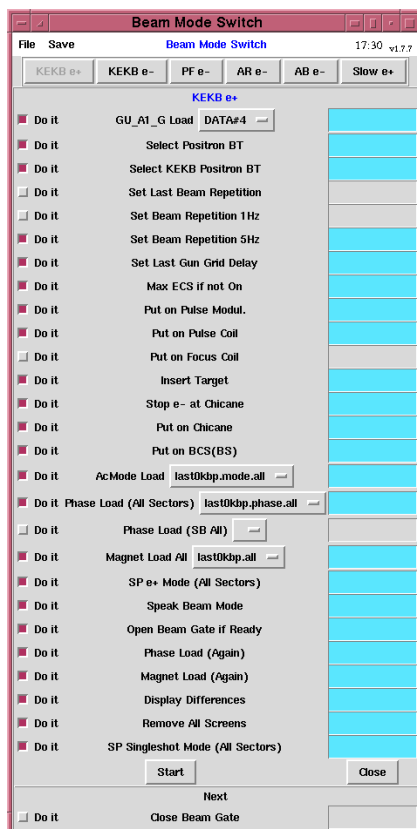 Beam Mode Switch
File Save Beam Mode Switch 17:30 v1.7.7
KEKB e+ KEKB e- PF e- AR e- AB e- Slow e+
KEKB e+
Do it GU_A1_G Load DATA#4
Do it Select Positron BT
Do it Select KEKB Positron BT
Do it Set Last Beam Repetition
Do it Set Beam Repetition 1Hz
Do it Set Beam Repetition 5Hz
Do it Set Last Gun Grid Delay
Do it Max ECS if not On
Do it Put on Pulse Modul.
Do it Put on Pulse Coil
Do it Put on Focus Coil
Do it Insert Target
Do it Stop e- at Chicane
Do it Put on Chicane
Do it Put on BCS(BS)
Do it AcMode Load last0kbp.mode.all
Do it Phase Load (All Sectors) last0kbp.phase.all
Do it Phase Load (SB All)
Do it Magnet Load All last0kbp.all
Do it SP e+ Mode (All Sectors)
Do it Speak Beam Mode
Do it Open Beam Gate if Ready
Do it Phase Load (Again)
Do it Magnet Load (Again)
Do it Display Differences
Do it Remove All Screens
Do it SP Singleshot Mode (All Sectors)
Start Close
Next
Do it Close Beam Gate